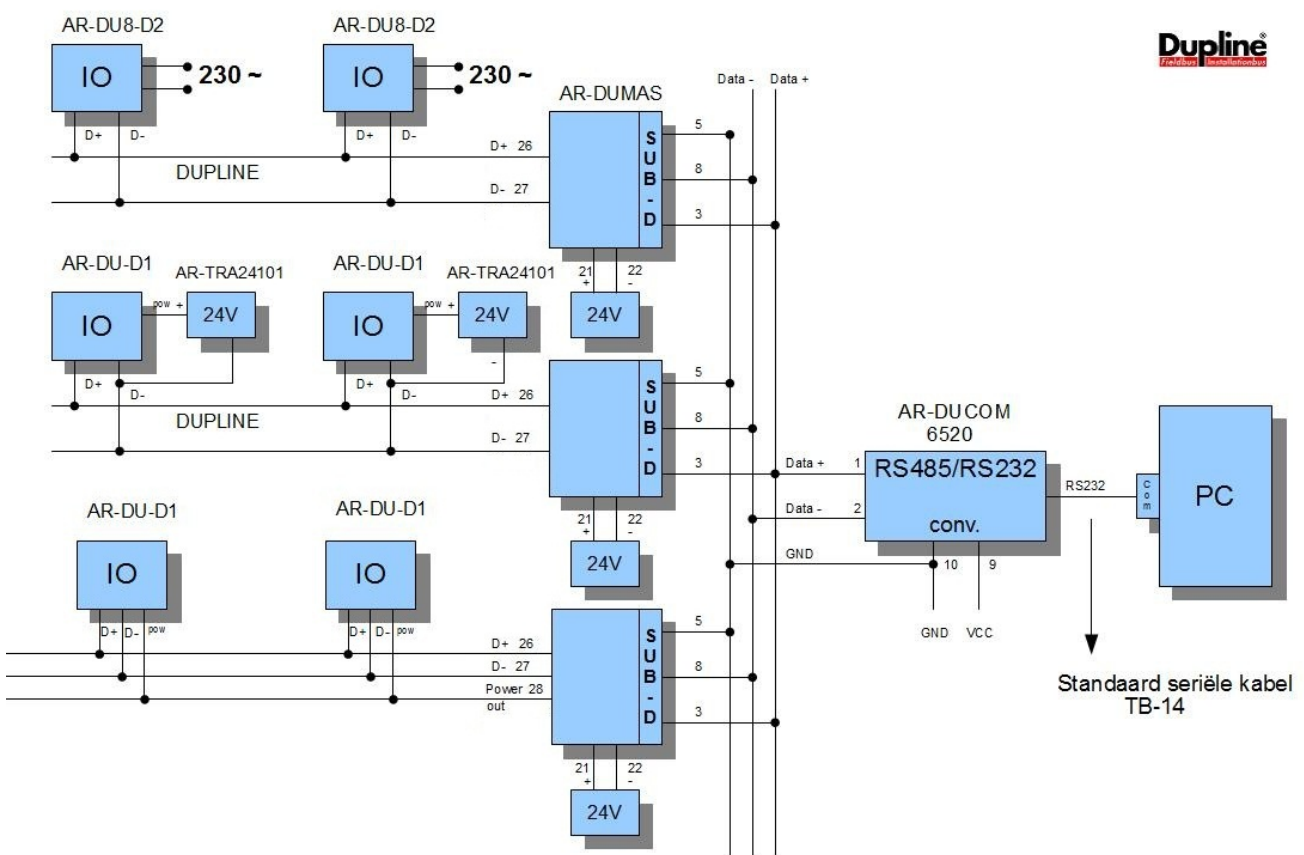 AR-DU8-D2
AR-DU8-D2
Dupline®
Fieldbus Installationbus
IO
230 ~
IO
230 ~
Data - Data +
AR-DUMAS
D+ D-
D+ D-
D+ 26
DUPLINE
D- 27
SUB-D
5
8
3
AR-DU-D1
AR-TRA24101
AR-DU-D1
AR-TRA24101
21
+
22
-
24V
IO
pow +
24V
IO
pow +
24V
-
D+
D-
D+
D-
D+ 26
DUPLINE
D- 27
SUB-D
5
8
3
21
+
22
-
24V
AR-DUCOM
6520
Data + 1
Data - 2
RS485/RS232
conv.
RS232
Com
PC
GND
10
9
GND VCC
Standaard seriële kabel
TB-14
AR-DU-D1
AR-DU-D1
IO
IO
D+ D- pow
D+ D- pow
D+ 26
D- 27
Power 28
out
SUB-D
5
8
3
21
+
22
-
24V